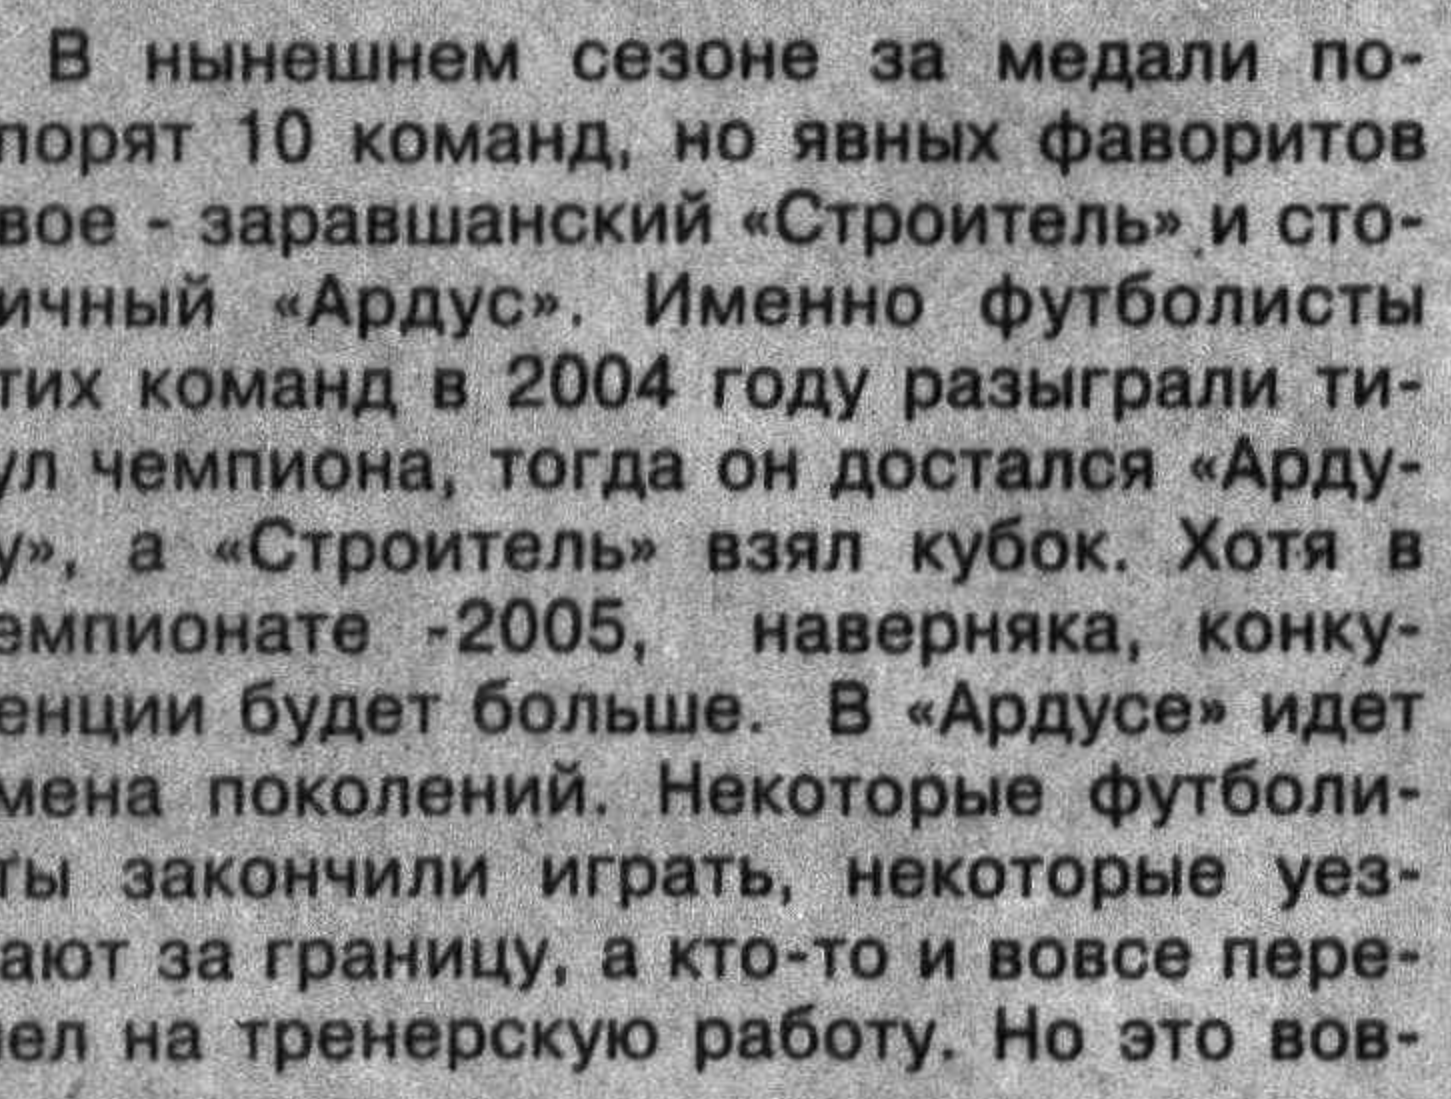 В нынешнем сезоне за медали по-
порят 10 команд, но явных фаворитов
вое - заравшанский «Строитель» и сто-
ичный «Ардус». Именно футболисты
тих команд в 2004 году разыграли ти-
ул чемпиона, тогда он достался «Арду-
у», а «Строитель» взял кубок. Хотя в
емпионате -2005, наверняка, конку-
енции будет больше. В «Ардусе» идет
мена поколений. Некоторые футболи-
ты закончили играть, некоторые уез-
ают за границу, а кто-то и вовсе пере-
ел на тренерскую работу. Но это вов-